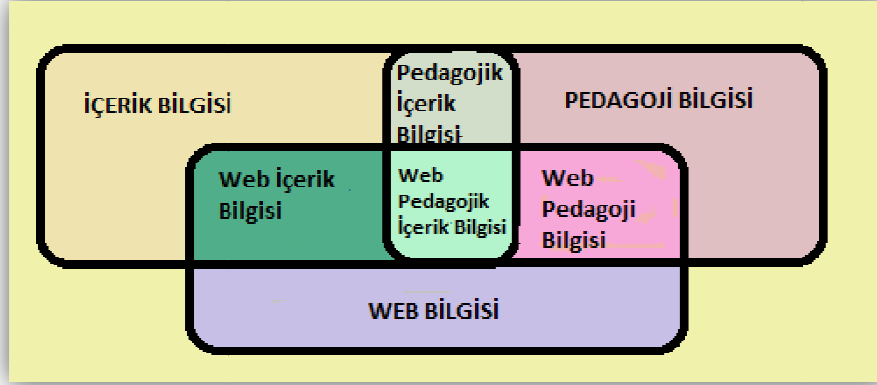 İÇERİK BİLGİSİ
Pedagojik
İçerik
Bilgisi
PEDAGOJİ BİLGİSİ
Web İçerik
Bilgisi
Web
Pedagojik
İçerik Bilgisi
Web
Pedagoji
Bilgisi
WEB BİLGİSİ